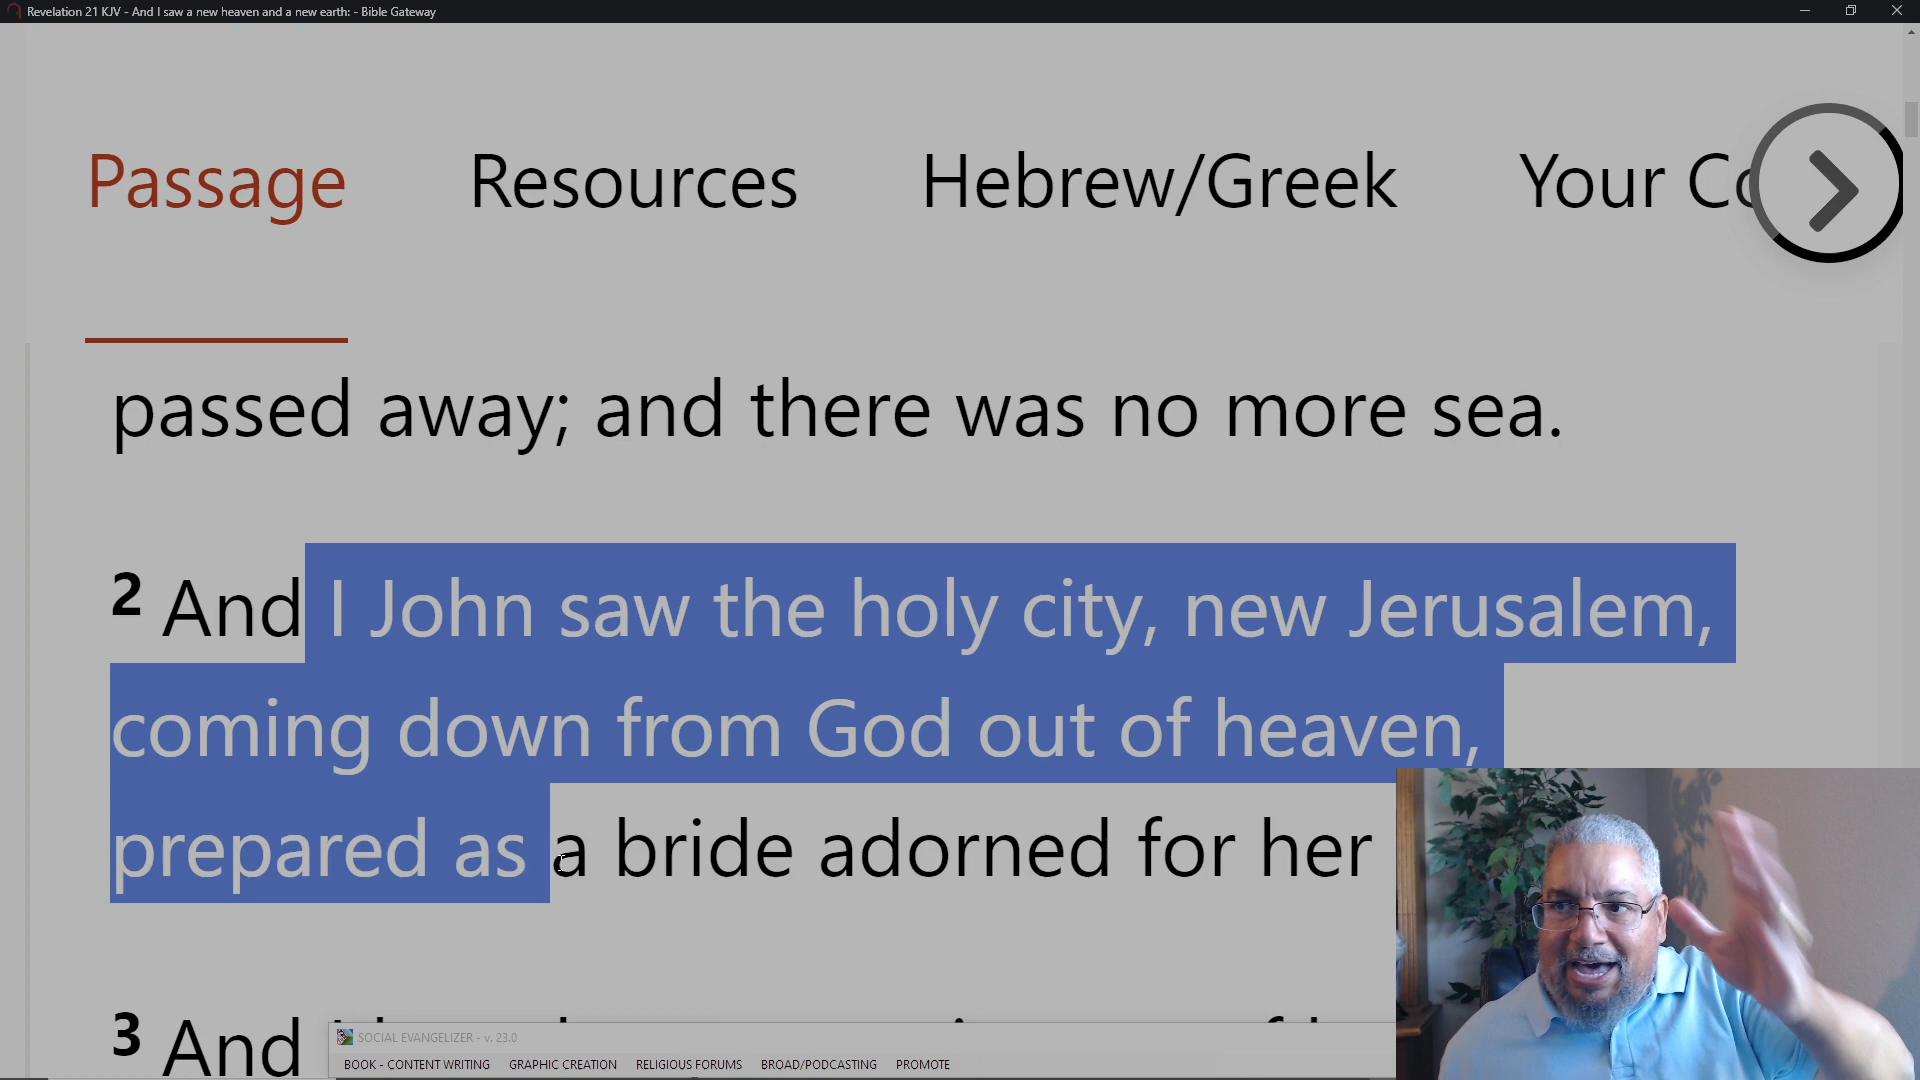 Revelation 21 KJV - And I saw a new heaven and a new earth: - Bible Gateway
Passage Resources Hebrew/Greek Your
passed away; and there was no more sea.
2 And I John saw the holy city, new Jerusalem,
coming down from God out of heaven,
prepared as a bride adorned for her
3 And
SOCIAL EVANGELIZER - v. 23.0
BOOK - CONTENT WRITING GRAPHIC CREATION RELIGIOUS FORUMS BROAD/PODCASTING PROMOTE